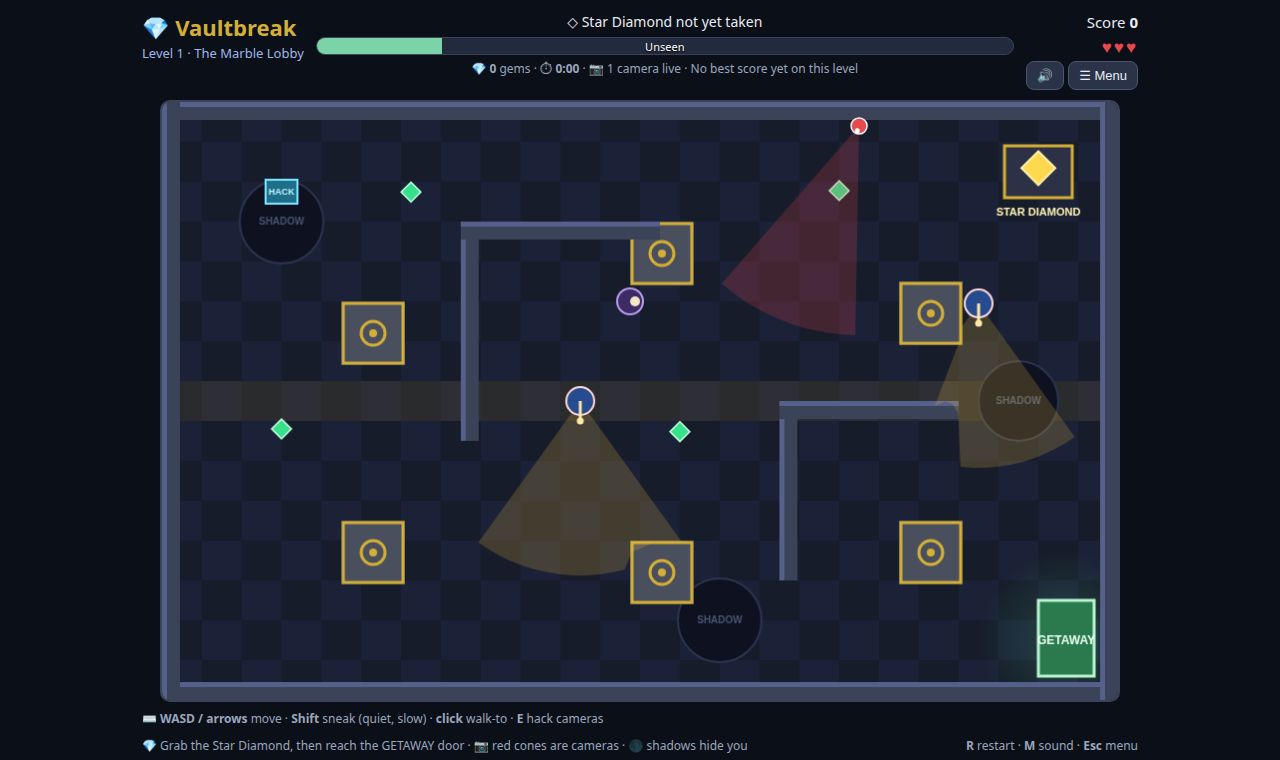 💎 Vaultbreak
Level 1 · The Marble Lobby
◇ Star Diamond not yet taken
Unseen
💎 0 gems · ⏱ 0:00 · 📷 1 camera live · No best score yet on this level
Score 0
♥♥♥
🔊 ☰ Menu
HACK
SHADOW
STAR DIAMOND
SHADOW
SHADOW
GETAWAY
⌨️ WASD / arrows move · Shift sneak (quiet, slow) · click walk-to · E hack cameras
💎 Grab the Star Diamond, then reach the GETAWAY door · 📷 red cones are cameras · 🌑 shadows hide you
R restart · M sound · Esc menu